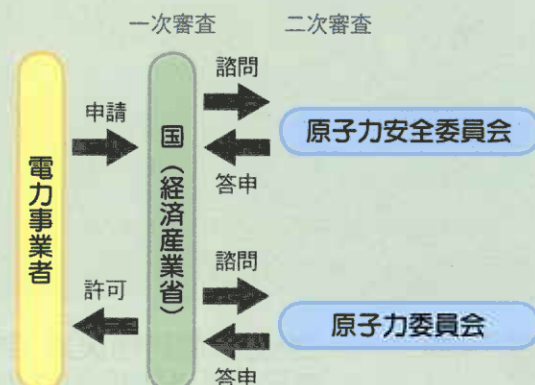 一次審査
二次審査
電力事業者
申請
許可
国（経済産業省）
諮問
答申
原子力安全委員会
諮問
答申
原子力委員会